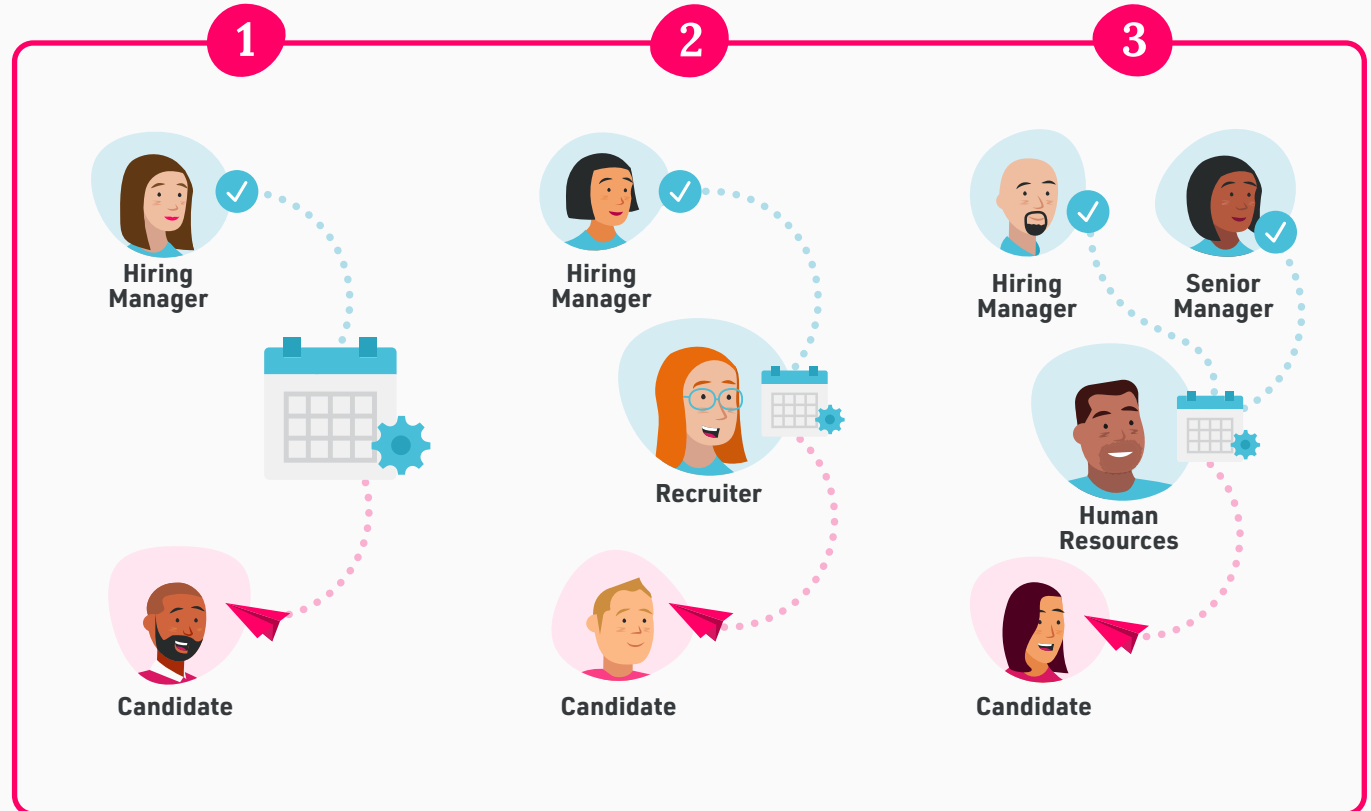 1
Hiring
Manager
Candidate
2
Hiring
Manager
Recruiter
Candidate
3
Hiring
Manager
Senior
Manager
Human
Resources
Candidate